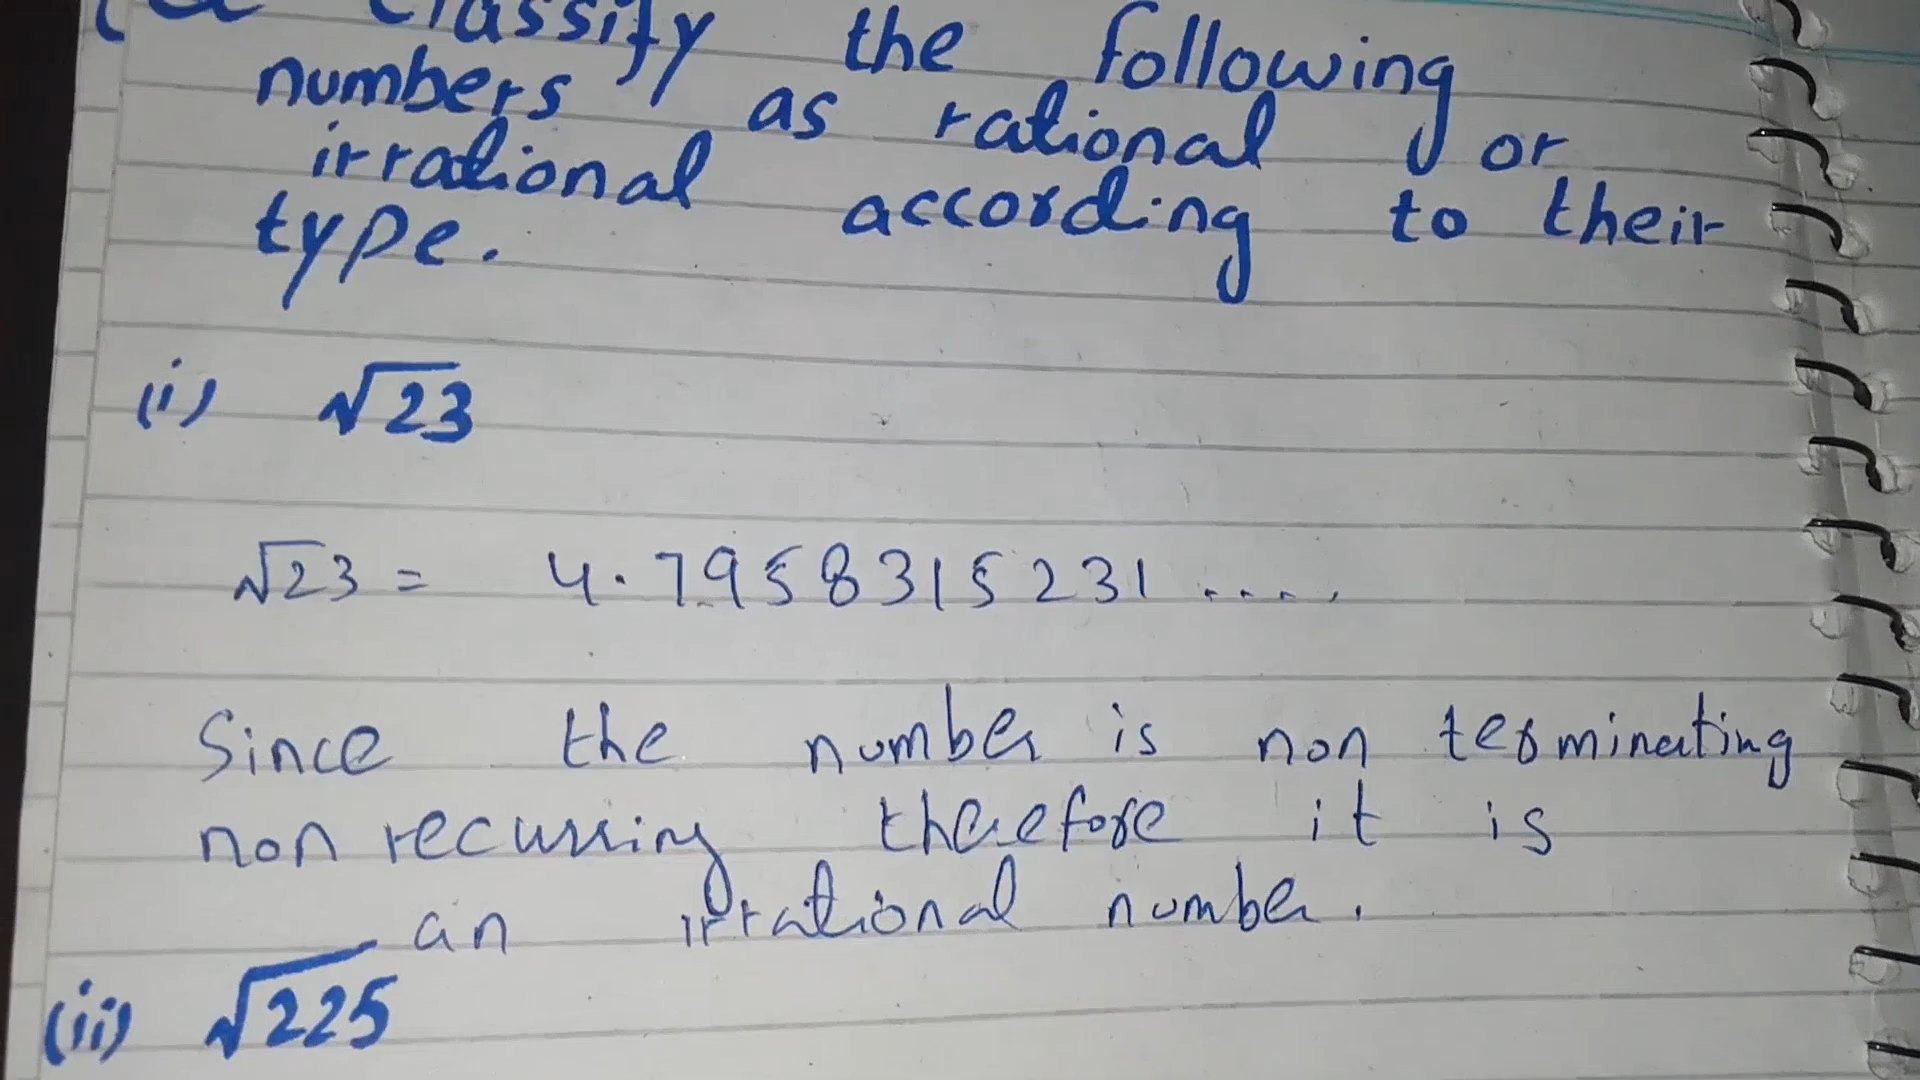 Classify the following
numbers as rational or
irrational according to their
type.
(i) √23
√23 = 4.7958315231 ....
Since the number is non terminating
non recurring therefore it is
an irrational number.
(ii) √225